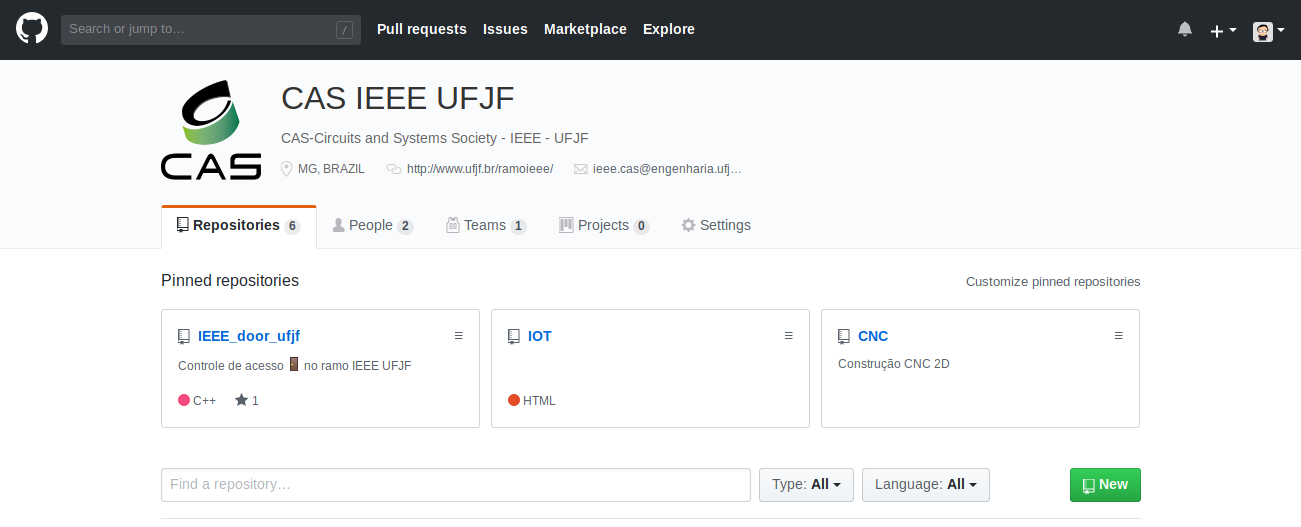 Search or jump to… / Pull requests Issues Marketplace Explore
CAS IEEE UFJF
CAS-Circuits and Systems Society - IEEE - UFJF
CAS
MG, BRAZIL http://www.ufjf.br/ramoieee/ ieee.cas@engenharia.ufj…
Repositories 6 People 2 Teams 1 Projects 0 Settings
Pinned repositories Customize pinned repositories
IEEE_door_ufjf IOT CNC
Controle de acesso no ramo IEEE UFJF Construção CNC 2D
C++ 1 HTML
Find a repository… Type: All Language: All New